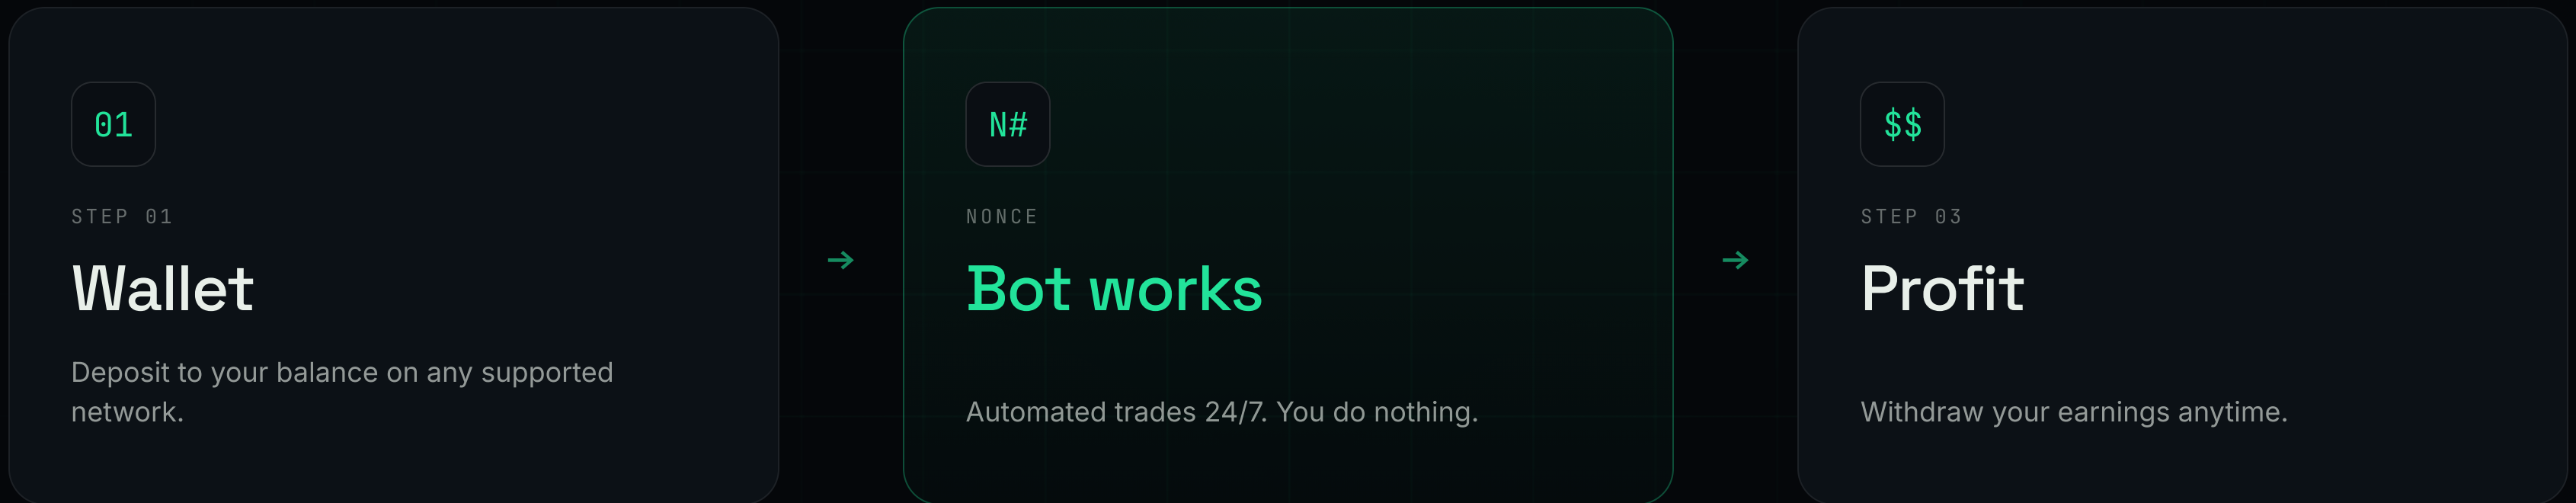 01
STEP 01
Wallet
Deposit to your balance on any supported
network.
→
N#
NONCE
Bot works
Automated trades 24/7. You do nothing.
→
$$
STEP 03
Profit
Withdraw your earnings anytime.